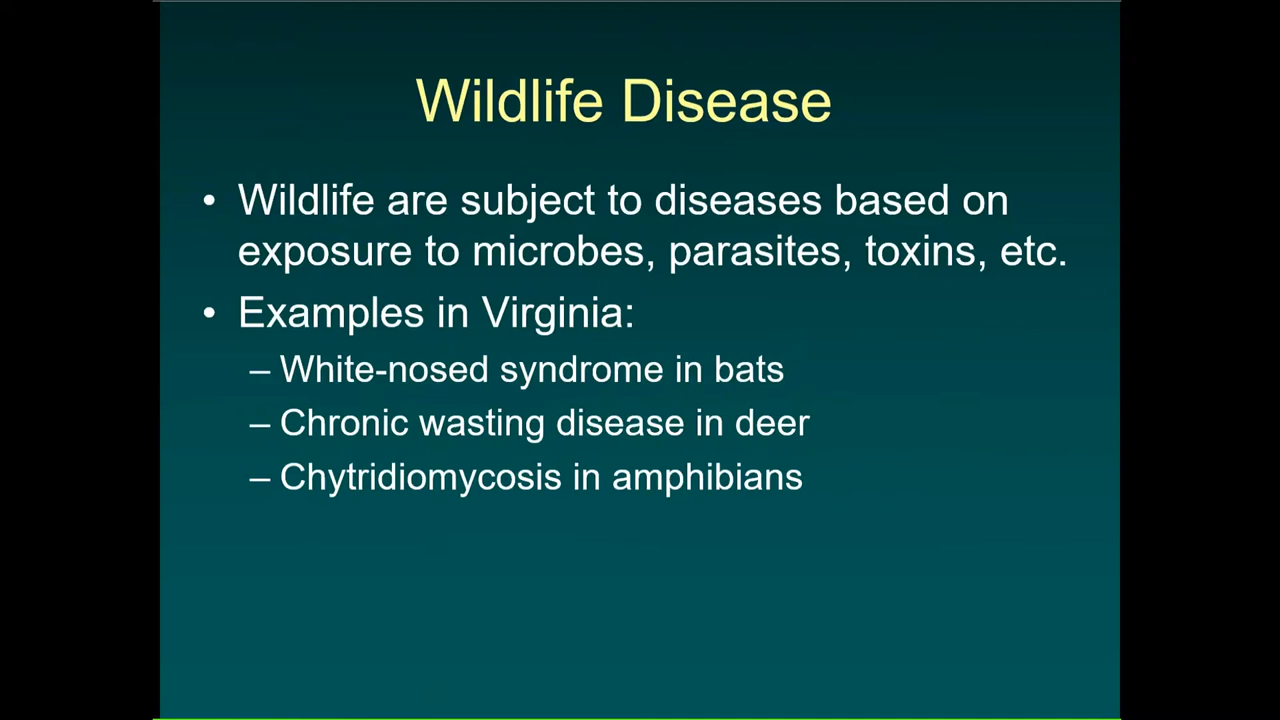 Wildlife Disease
• Wildlife are subject to diseases based on
exposure to microbes, parasites, toxins, etc.
• Examples in Virginia:
– White-nosed syndrome in bats
– Chronic wasting disease in deer
– Chytridiomycosis in amphibians